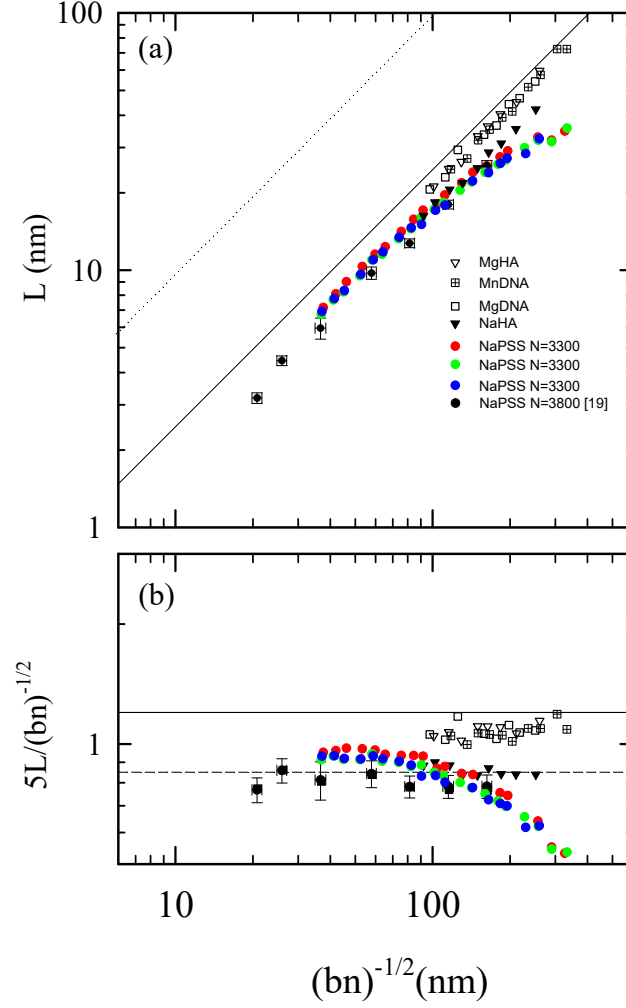 100
(a)
L (nm)
10
MgHA
MnDNA
MgDNA
NaHA
NaPSS N=3300
NaPSS N=3300
NaPSS N=3300
NaPSS N=3800 [19]
1
(b)
5L/(bn)^-1/2
1
10
100
(bn)^-1/2(nm)